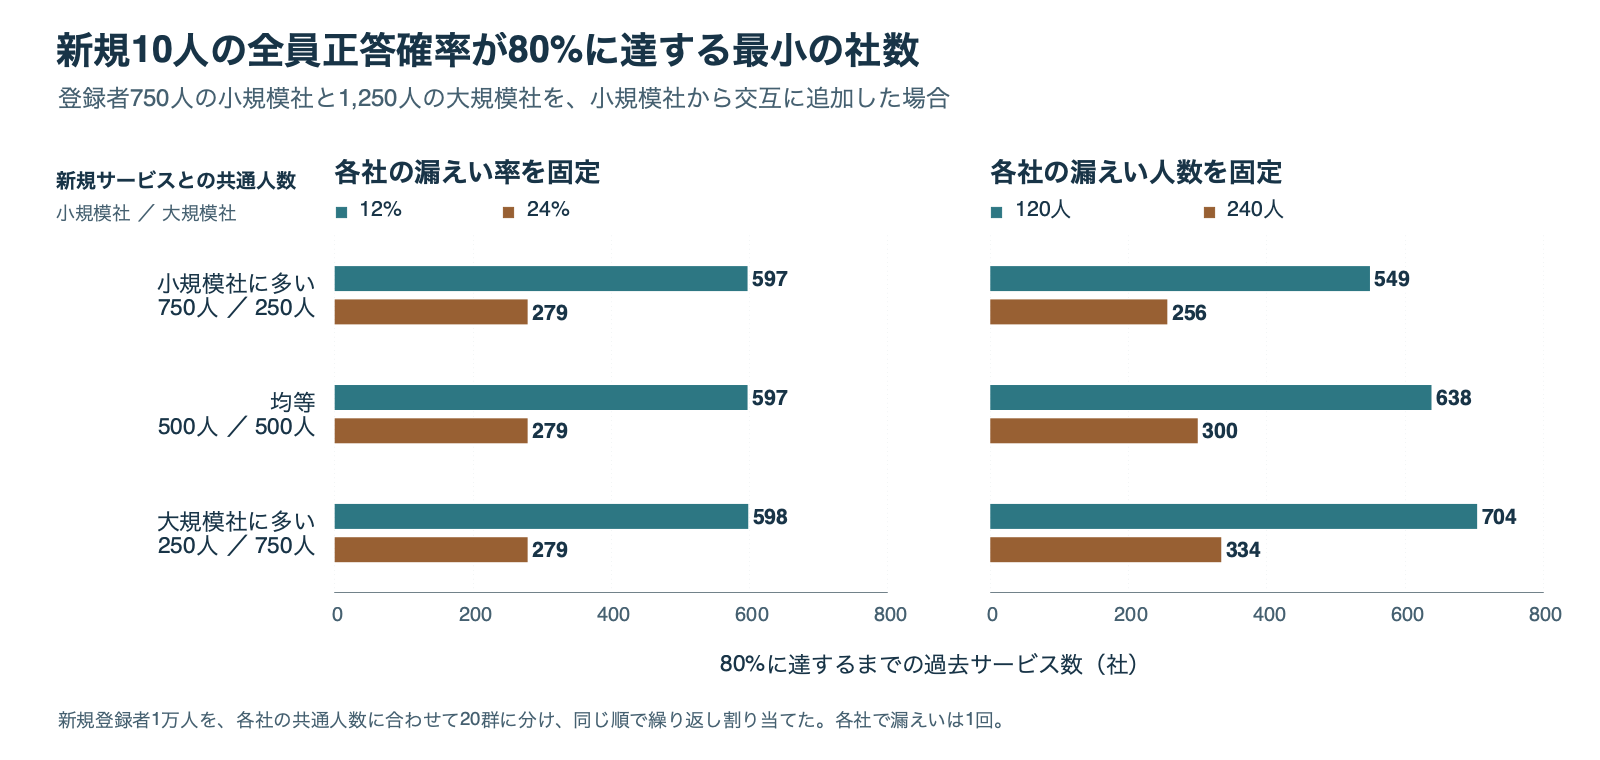 新規10人の全員正答確率が80%に達する最小の社数
登録者750人の小規模社と1,250人の大規模社を、小規模社から交互に追加した場合
新規サービスとの共通人数
小規模社 ／ 大規模社
各社の漏えい率を固定
12%
24%
各社の漏えい人数を固定
120人
240人
小規模社に多い
750人 ／ 250人
597
279
549
256
均等
500人 ／ 500人
597
279
638
300
大規模社に多い
250人 ／ 750人
598
279
704
334
0 200 400 600 800
0 200 400 600 800
80%に達するまでの過去サービス数（社）
新規登録者1万人を、各社の共通人数に合わせて20群に分け、同じ順で繰り返し割り当てた。各社で漏えいは1回。